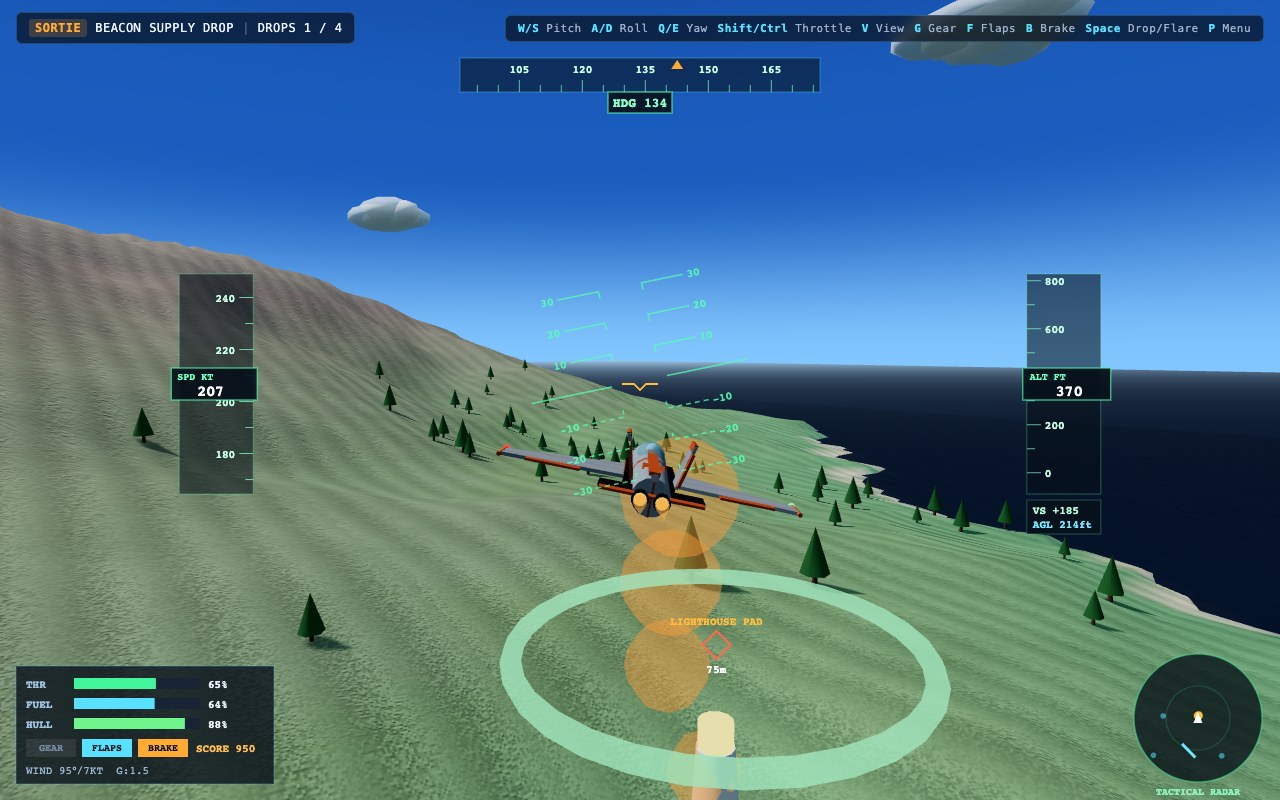 SORTIE BEACON SUPPLY DROP | DROPS 1 / 4
W/S Pitch A/D Roll Q/E Yaw Shift/Ctrl Throttle V View G Gear F Flaps B Brake Space Drop/Flare P Menu
105 120 135 150 165
HDG 134
240
220
SPD KT
207
200
180
30 30
20 20
10 10
-10 -10
-20 -20
-30 -30
800
600
ALT FT
370
200
0
VS +185
AGL 214ft
LIGHTHOUSE PAD
75m
THR 65%
FUEL 64%
HULL 88%
GEAR FLAPS BRAKE SCORE 950
WIND 95°/7KT G:1.5
TACTICAL RADAR